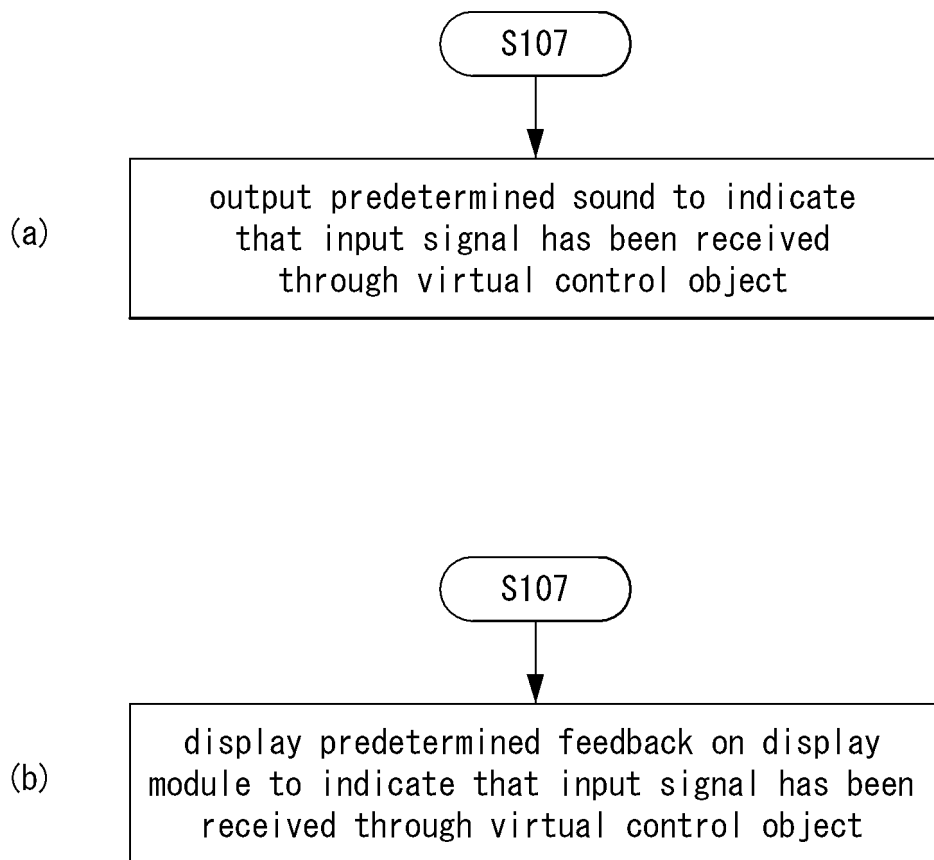 S107
(a)
output predetermined sound to indicate
that input signal has been received
through virtual control object
S107
(b)
display predetermined feedback on display
module to indicate that input signal has been
received through virtual control object